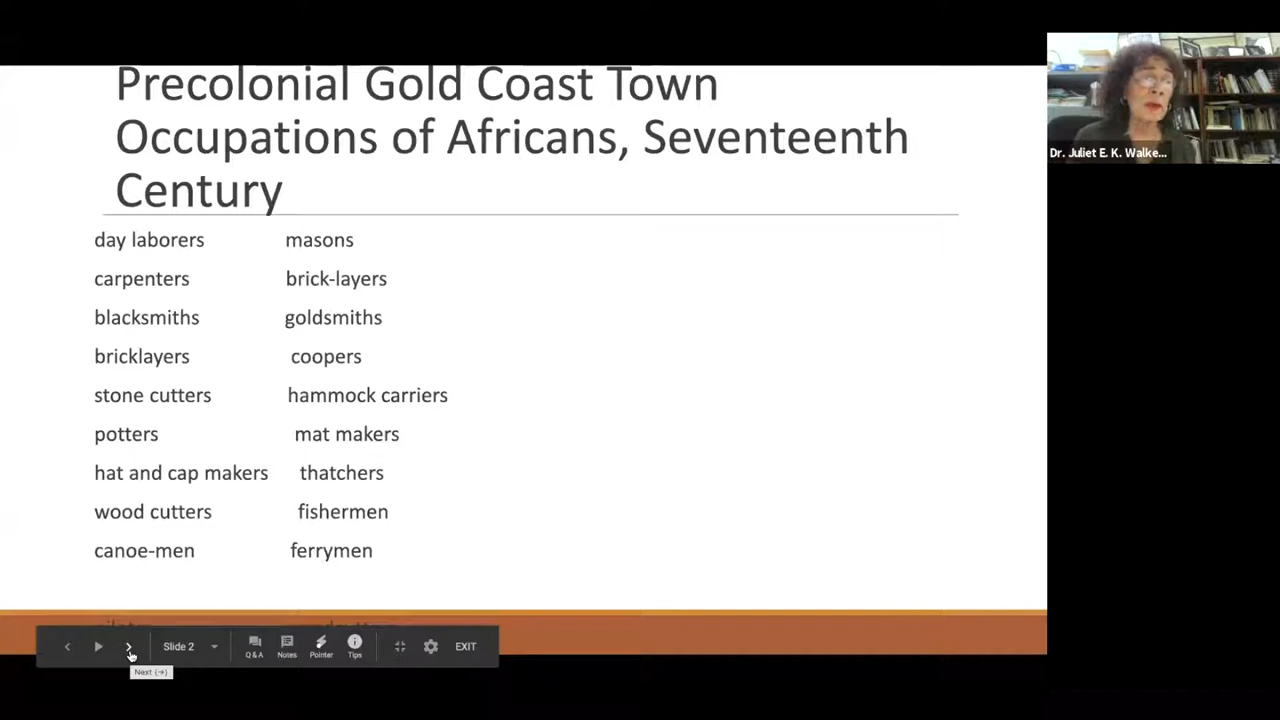 Precolonial Gold Coast Town
Occupations of Africans, Seventeenth
Century
day laborers masons
carpenters brick-layers
blacksmiths goldsmiths
bricklayers coopers
stone cutters hammock carriers
potters mat makers
hat and cap makers thatchers
wood cutters fishermen
canoe-men ferrymen
Slide 2
Q & A Notes Pointer Tips
EXIT
Next (→)
Dr. Juliet E. K. Walke...